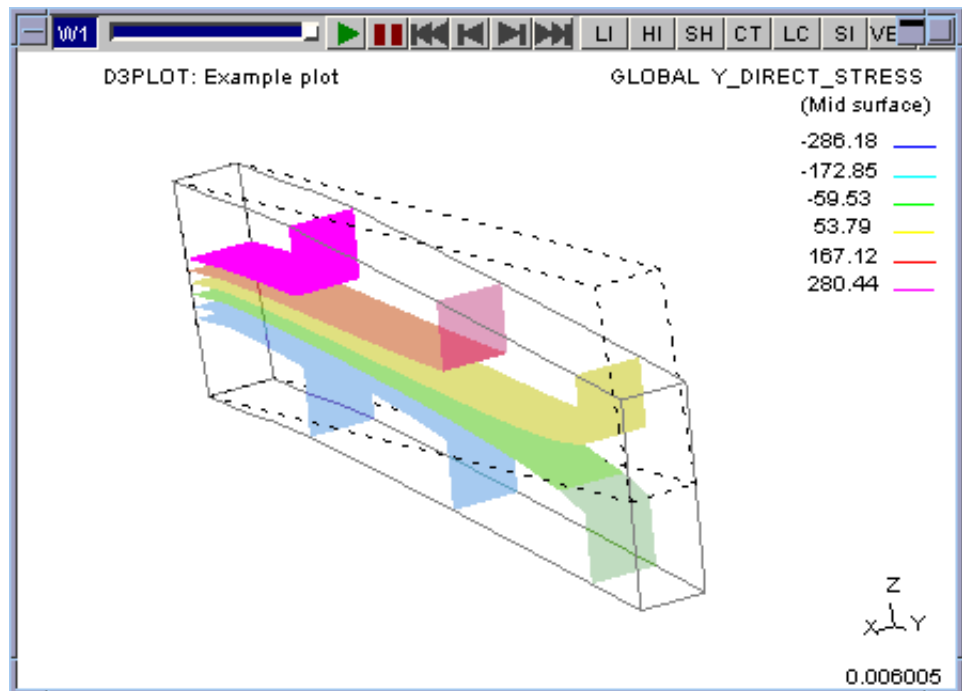 W1 LI HI SH CT LC SI VE
D3PLOT: Example plot
GLOBAL Y_DIRECT_STRESS
(Mid surface)
-286.18
-172.85
-59.53
53.79
167.12
280.44
Z
X Y
0.006005